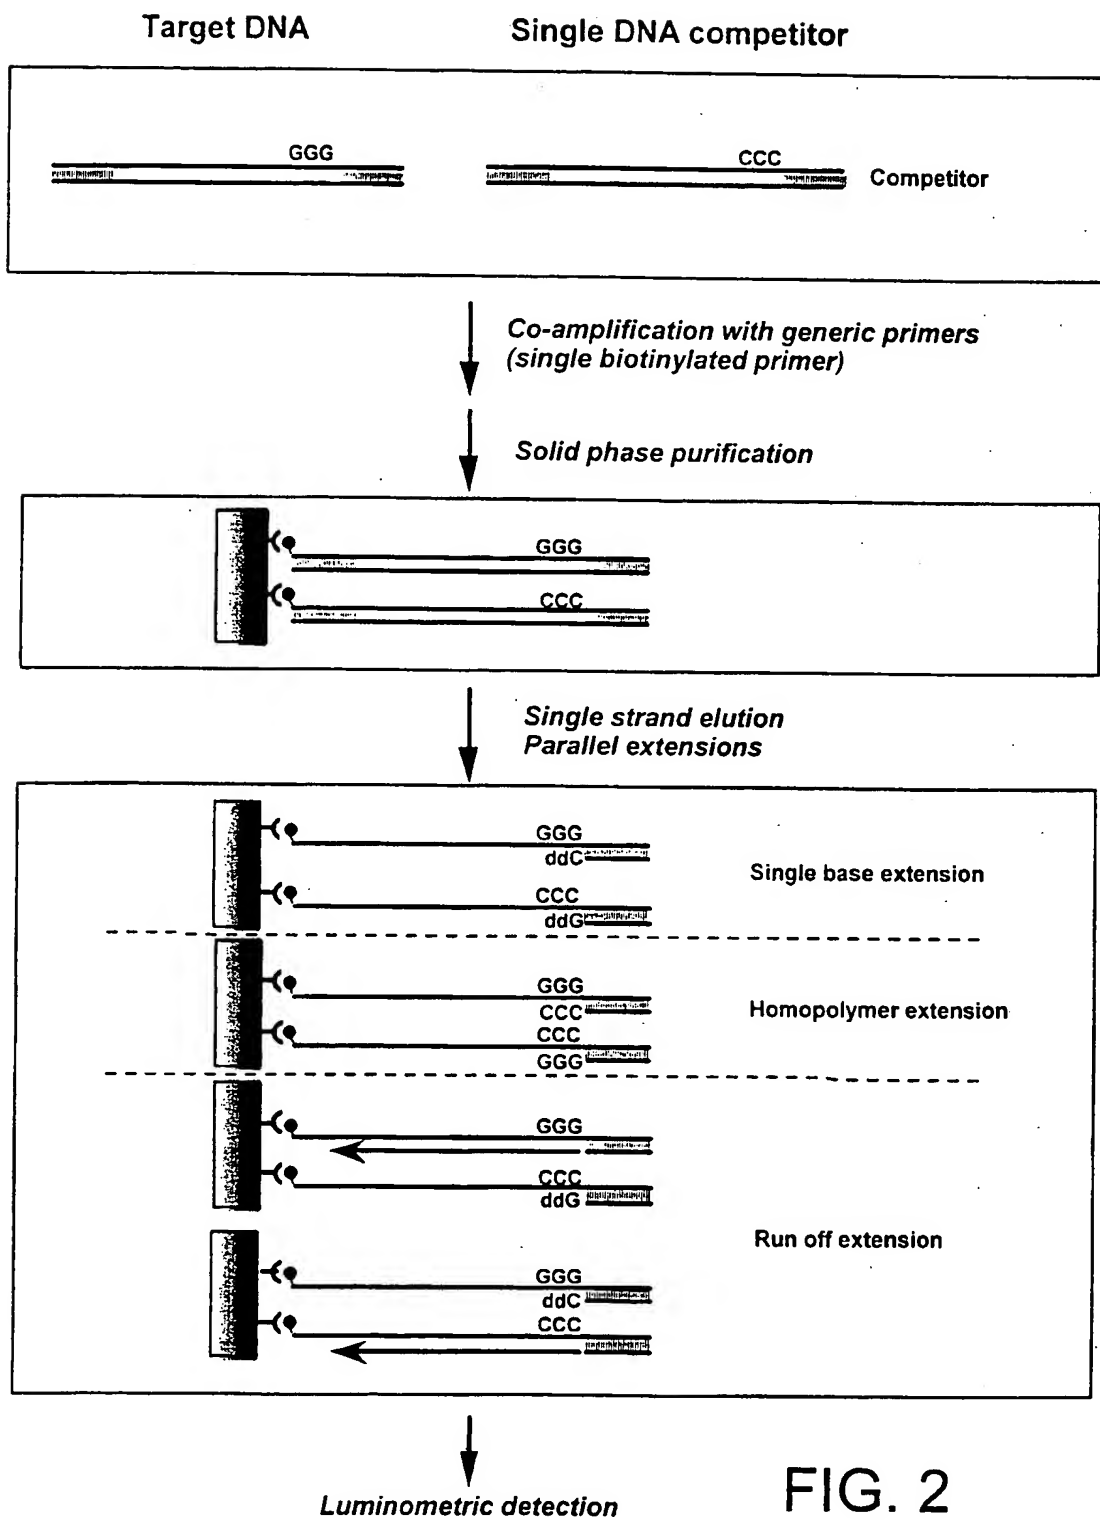 Target DNA
Single DNA competitor
GGG
CCC
Competitor
Co-amplification with generic primers
(single biotinylated primer)
Solid phase purification
GGG
CCC
Single strand elution
Parallel extensions
GGG
ddC
Single base extension
CCC
ddG
GGG
CCC
Homopolymer extension
CCC
GGG
GGG
CCC
ddG
Run off extension
GGG
ddC
CCC
Luminometric detection
FIG. 2